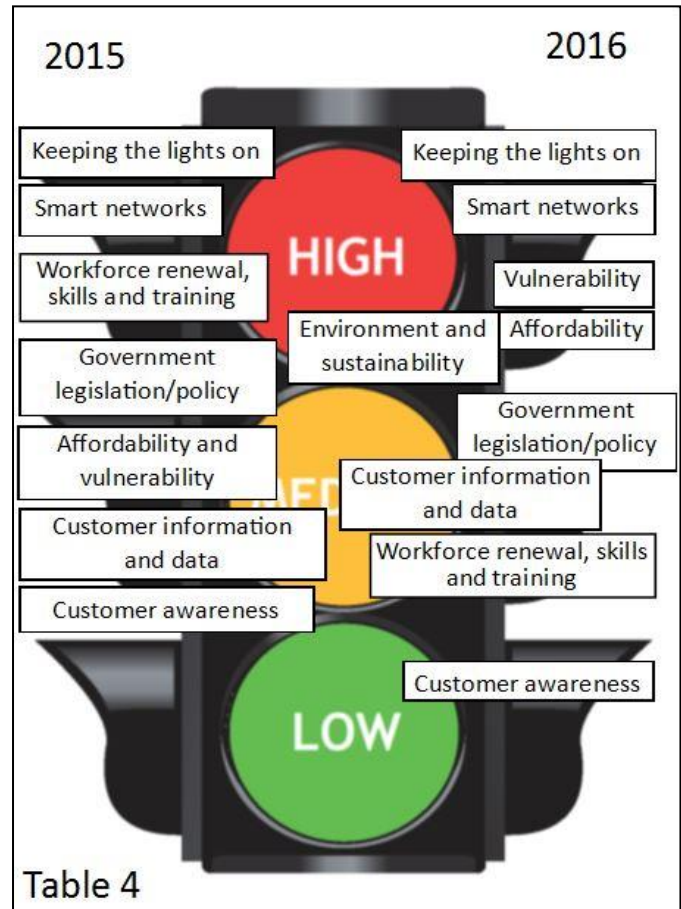 2015
2016
Keeping the lights on
Keeping the lights on
Smart networks
Smart networks
HIGH
Workforce renewal,
skills and training
Vulnerability
Environment and
sustainability
Affordability
Government
legislation/policy
Government
legislation/policy
Affordability and
vulnerability
Customer information
and data
Customer information
and data
Workforce renewal, skills
and training
Customer awareness
Customer awareness
LOW
Table 4